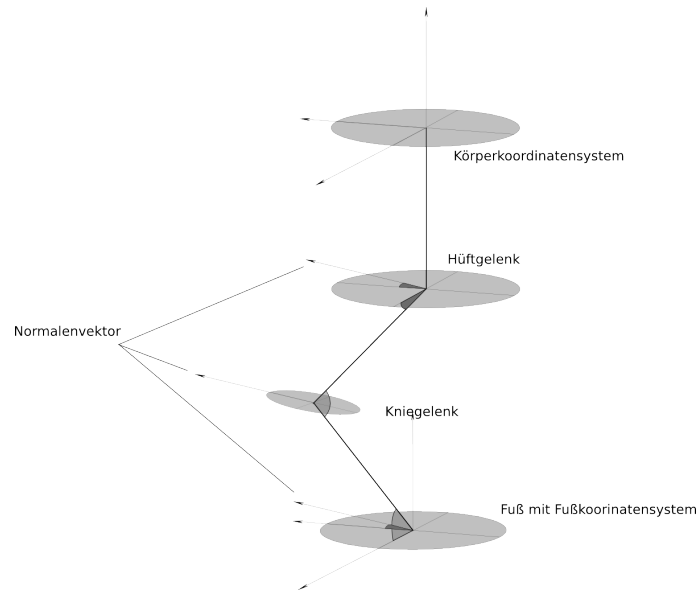 Körperkoordinatensystem
Hüftgelenk
Normalenvektor
Kniegelenk
Fuß mit Fußkoorinatensystem